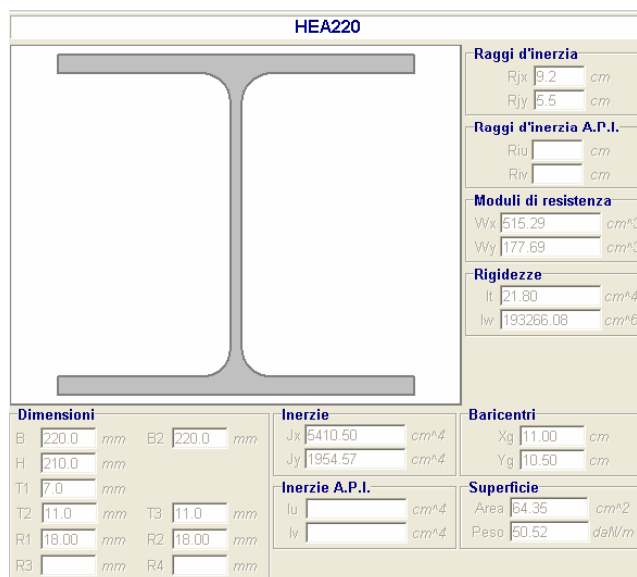 HEA220
Raggi d'inerzia
Rjx 9.2 cm
Rjy 5.5 cm
Raggi d'inerzia A.P.I.
Riu cm
Riv cm
Moduli di resistenza
Wx 515.29 cm^3
Wy 177.69 cm^3
Rigidezze
It 21.80 cm^4
Iw 193266.08 cm^6
Dimensioni
B 220.0 mm B2 220.0 mm
H 210.0 mm
T1 7.0 mm
T2 11.0 mm T3 11.0 mm
R1 18.00 mm R2 18.00 mm
R3 mm R4 mm
Inerzie
Jx 5410.50 cm^4
Jy 1954.57 cm^4
Inerzie A.P.I.
Iu cm^4
Iv cm^4
Baricentri
Xg 11.00 cm
Yg 10.50 cm
Superficie
Area 64.35 cm^2
Peso 50.52 daN/m